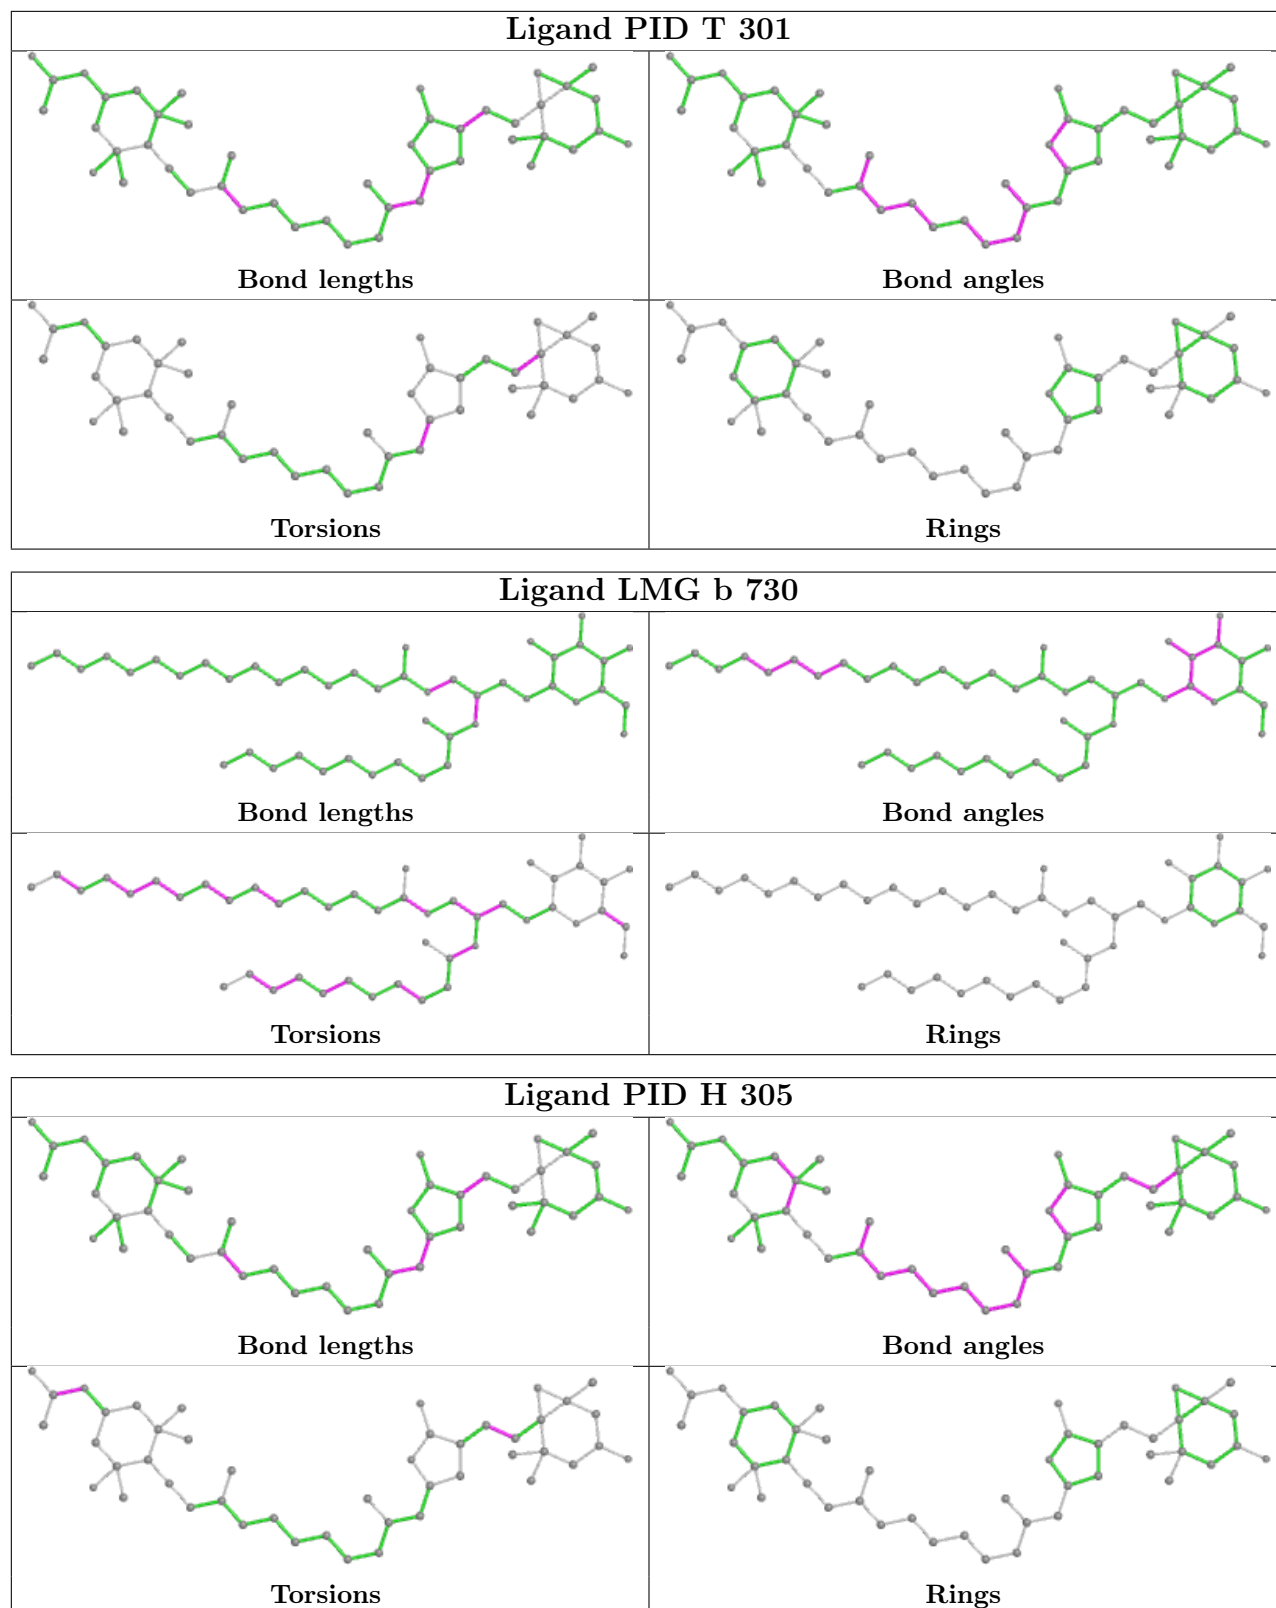 Ligand PID T 301
Bond lengths
Bond angles
Torsions
Rings
Ligand LMG b 730
Bond lengths
Bond angles
Torsions
Rings
Ligand PID H 305
Bond lengths
Bond angles
Torsions
Rings